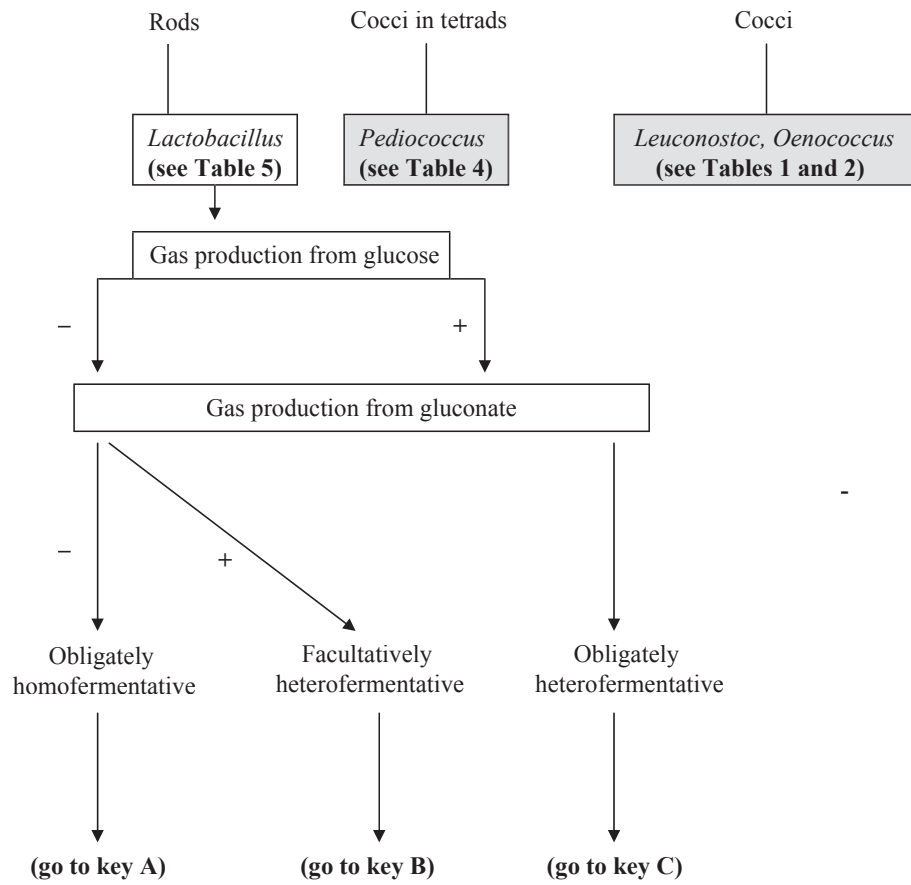 Rods
Cocci in tetrads
Cocci
Lactobacillus
(see Table 5)
Pediococcus
(see Table 4)
Leuconostoc, Oenococcus
(see Tables 1 and 2)
Gas production from glucose
–
+
Gas production from gluconate
-
–
+
Obligately
homofermentative
Facultatively
heterofermentative
Obligately
heterofermentative
(go to key A)
(go to key B)
(go to key C)